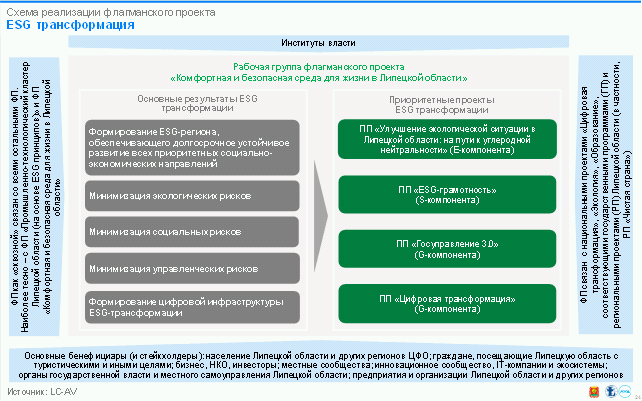 Схема реализации флагманского проекта
ESG трансформация
Институты власти
ФП как «сквозной» связан со всеми остальными ФП.
Наиболее тесно – с ФП «Промышленно-технологический кластер
Липецкой области (на основе ESG принципов)» и ФП
«Комфортная и безопасная среда для жизни в Липецкой
области»
Рабочая группа флагманского проекта
«Комфортная и безопасная среда для жизни в Липецкой области»
Основные результаты ESG
трансформации
Формирование ESG-региона,
обеспечивающего долгосрочное устойчивое
развитие всех приоритетных социально-
экономических направлений
Минимизация экологических рисков
Минимизация социальных рисков
Минимизация управленческих рисков
Формирование цифровой инфраструктуры
ESG-трансформации
Приоритетные проекты
ESG трансформации
ПП «Улучшение экологической ситуации в
Липецкой области: на пути к углеродной
нейтральности» (E-компонента)
ПП «ESG-грамотность»
(S-компонента)
ПП «Госуправление 3.0»
(G-компонента)
ПП «Цифровая трансформация»
(G-компонента)
ФП связан с национальными проектами «Цифровая
трансформация», «Экология», «Образование»,
соответствующими государственными программами (ГП) и
региональными проектами (РП) Липецкой области (в частности,
РП «Чистая страна»)
Основные бенефициары (и стейкхолдеры): население Липецкой области и других регионов ЦФО; граждане, посещающие Липецкую область с
туристическими и иными целями; бизнес, НКО, инвесторы; местные сообщества; инновационное сообщество, IT-компании и экосистемы;
органы государственной власти и местного самоуправления Липецкой области; предприятия и организации Липецкой области и других регионов
Источник: LC-AV